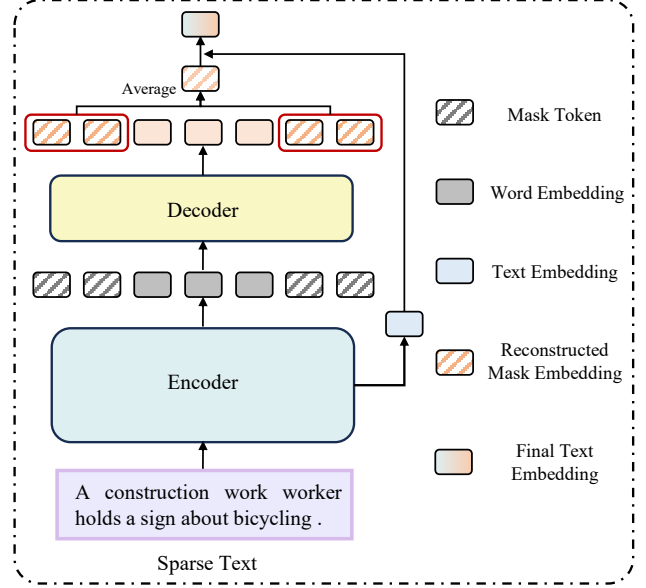 Average
Decoder
Encoder
A construction work worker
holds a sign about bicycling .
Sparse Text
Mask Token
Word Embedding
Text Embedding
Reconstructed
Mask Embedding
Final Text
Embedding